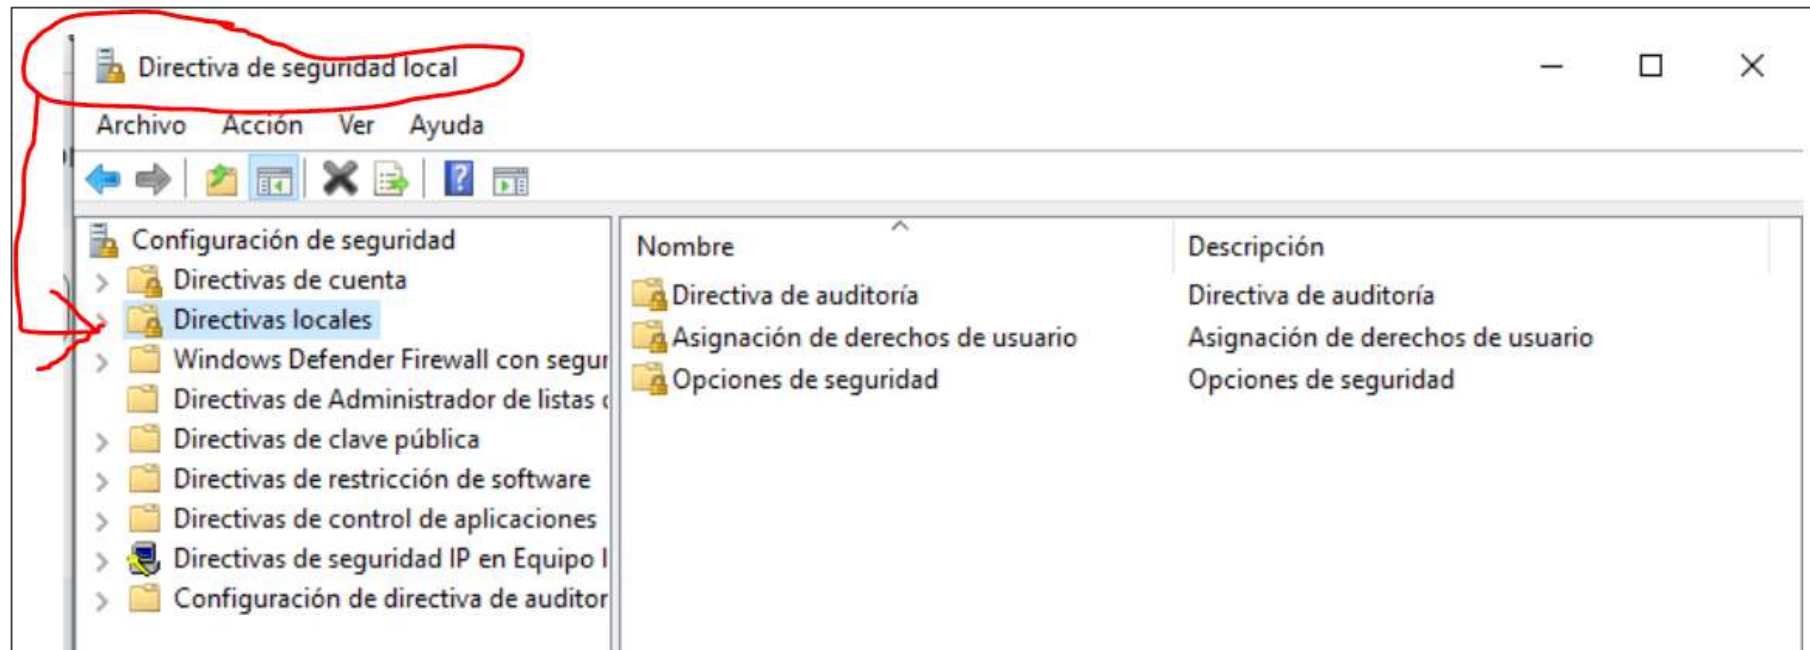 Directiva de seguridad local
Archivo Acción Ver Ayuda
Configuración de seguridad
Directivas de cuenta
Directivas locales
Windows Defender Firewall con segur
Directivas de Administrador de listas
Directivas de clave pública
Directivas de restricción de software
Directivas de control de aplicaciones
Directivas de seguridad IP en Equipo l
Configuración de directiva de auditor
Nombre Descripción
Directiva de auditoría Directiva de auditoría
Asignación de derechos de usuario Asignación de derechos de usuario
Opciones de seguridad Opciones de seguridad